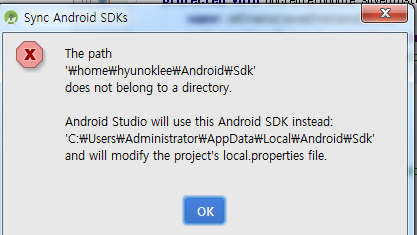 Sync Android SDKs
The path
'₩home₩hyunoklee₩Android₩Sdk'
does not belong to a directory.
Android Studio will use this Android SDK instead:
'C:₩Users₩Administrator₩AppData₩Local₩Android₩Sdk'
and will modify the project's local.properties file.
OK